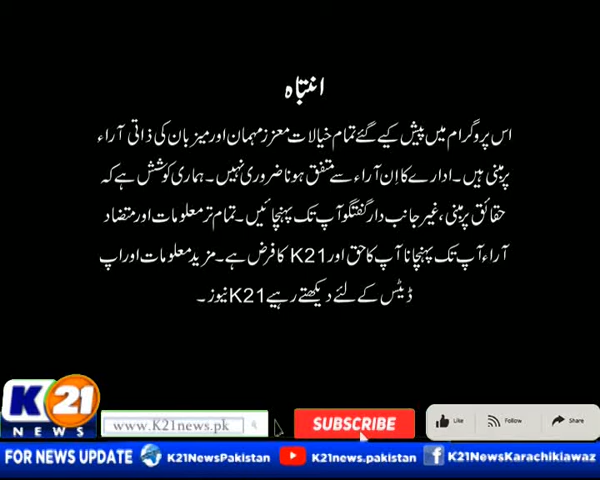 انتباہ
اس پروگرام میں پیش کیے گئے تمام خیالات معزز مہمان اور میزبان کی ذاتی آراء
پر مبنی ہیں۔ ادارے کا اِن آراء سے متفق ہونا ضروری نہیں۔ ہماری کوشش ہے کہ
حقائق پر مبنی، غیر جانب دار گفتگو آپ تک پہنچائیں۔ تمام تر معلومات اور متضاد
آراء آپ تک پہنچانا آپ کا حق اور K21 کا فرض ہے۔ مزید معلومات اور اپ
ڈیٹس کے لئے دیکھتے رہیے K21 نیوز۔
K21
NEWS
www.K21news.pk
SUBSCRIBE
Like
Follow
Share
FOR NEWS UPDATE
K21NewsPakistan
K21news.pakistan
K21NewsKarachikiawaz